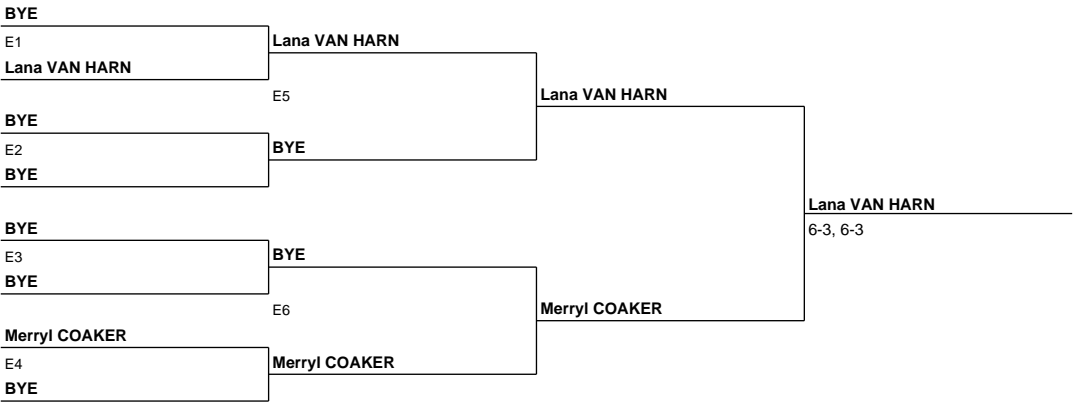 BYE
E1
Lana VAN HARN
BYE
E2
BYE
BYE
E3
BYE
Merryl COAKER
E4
BYE
Lana VAN HARN
E5
BYE
BYE
E6
Merryl COAKER
Lana VAN HARN
Merryl COAKER
Lana VAN HARN
6-3, 6-3